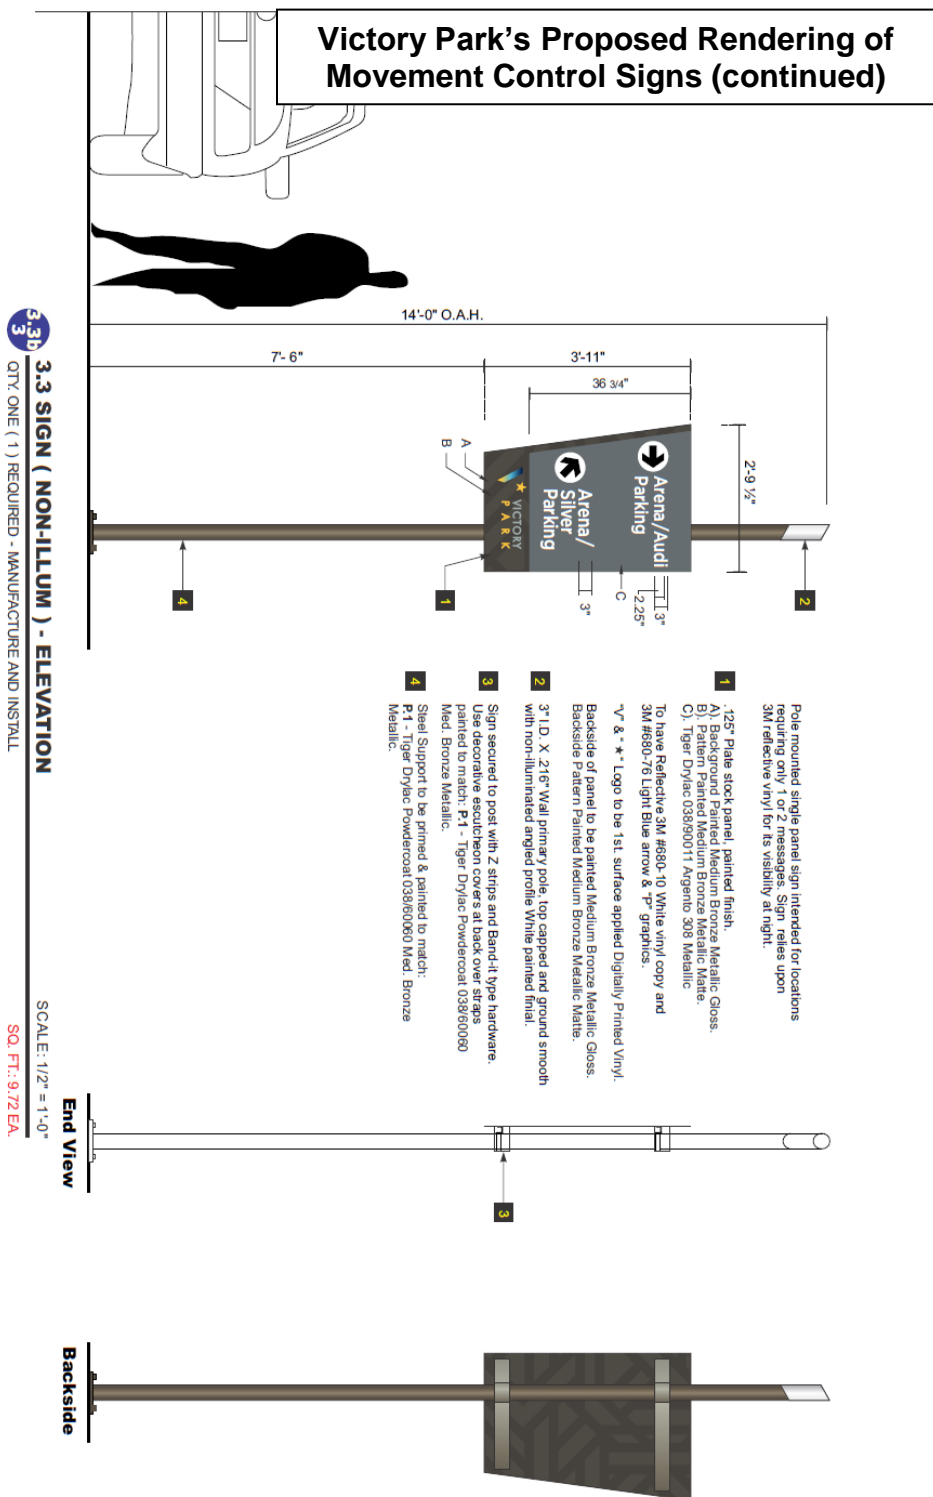 Victory Park's Proposed Rendering of
Movement Control Signs (continued)
14'-0" O.A.H.
7'- 6"
3'-11"
36 3/4"
2'-9 ½"
Arena/Audi
Parking
Arena/
Silver
Parking
VICTORY
PARK
A
B
C
3"
2.25"
3"
1
2
4
Pole mounted single panel sign intended for locations
requiring only 1 or 2 messages. Sign relies upon
3M reflective vinyl for its visibility at night.
1
.125" Plate stock panel, painted finish.
A). Background Painted Medium Bronze Metallic Gloss.
B). Pattern Painted Medium Bronze Metallic Matte.
C). Tiger Drylac 038/90011 Argento 308 Metallic
To have Reflective 3M #680-10 White vinyl copy and
3M #680-76 Light Blue arrow & "P" graphics.
"V" & "★" Logo to be 1st. surface applied Digitally Printed Vinyl.
Backside of panel to be painted Medium Bronze Metallic Gloss.
Backside Pattern Painted Medium Bronze Metallic Matte.
2
3" I.D. X .216" Wall primary pole, top capped and ground smooth
with non-illuminated angled profile White painted finial.
3
Sign secured to post with Z strips and Band-it type hardware.
Use decorative escutcheon covers at back over straps
painted to match: P.1 - Tiger Drylac Powdercoat 038/60060
Med. Bronze Metallic.
4
Steel Support to be primed & painted to match:
P.1 - Tiger Drylac Powdercoat 038/60060 Med. Bronze
Metallic.
3
End View
Backside
3.3b
3
3.3 SIGN ( NON-ILLUM ) - ELEVATION
SCALE: 1/2" = 1'-0"
QTY. ONE ( 1 ) REQUIRED - MANUFACTURE AND INSTALL
SQ. FT.: 9.72 EA.